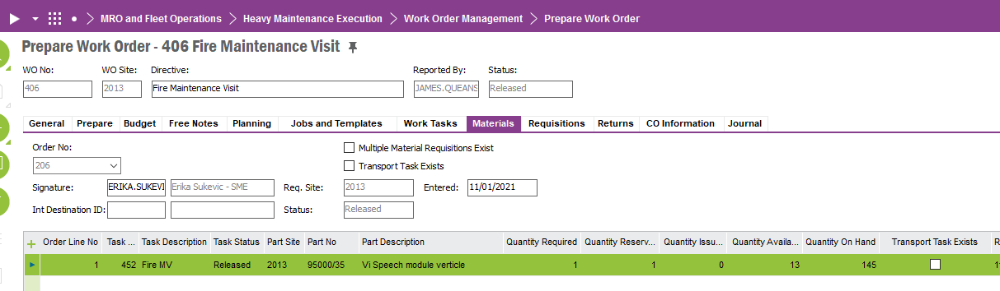 MRO and Fleet Operations Heavy Maintenance Execution Work Order Management Prepare Work Order
Prepare Work Order - 406 Fire Maintenance Visit
WO No: WO Site: Directive: Reported By: Status:
406 2013 Fire Maintenance Visit JAMES.QUEANS Released
General Prepare Budget Free Notes Planning Jobs and Templates Work Tasks Materials Requisitions Returns CO Information Journal
Order No: Multiple Material Requisitions Exist
206 Transport Task Exists
Signature: ERIKA.SUKEVI Erika Sukevic - SME Req. Site: 2013 Entered: 11/01/2021
Int Destination ID: Status: Released
Order Line No Task ... Task Description Task Status Part Site Part No Part Description Quantity Required Quantity Reserv... Quantity Issu... Quantity Availa... Quantity On Hand Transport Task Exists R
1 452 Fire MV Released 2013 95000/35 Vi Speech module verticle 1 1 0 13 145